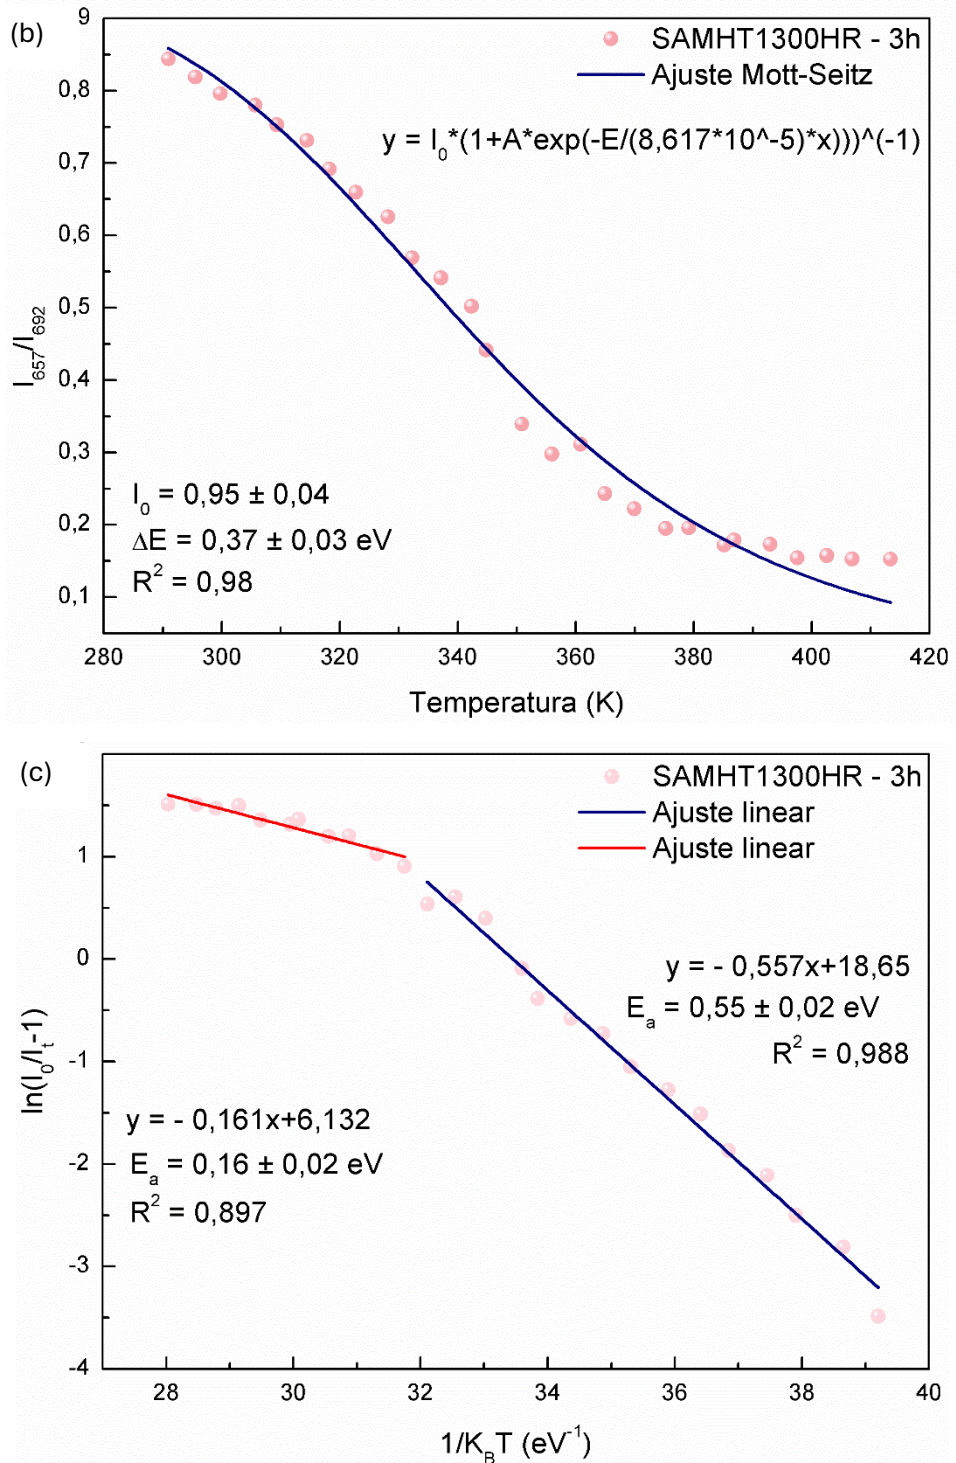 (b)
9
0,8
0,7
0,6
0,5
0,4
0,3
0,2
0,1
I657/I692
SAMHT1300HR - 3h
Ajuste Mott-Seitz
y = I0*(1+A*exp(-E/(8,617*10^-5)*x)))^(-1)
I0 = 0,95 ± 0,04
ΔE = 0,37 ± 0,03 eV
R² = 0,98
280 300 320 340 360 380 400 420
Temperatura (K)
(c)
1
0
-1
-2
-3
-4
ln(I0/It-1)
SAMHT1300HR - 3h
Ajuste linear
Ajuste linear
y = - 0,557x+18,65
Ea = 0,55 ± 0,02 eV
R² = 0,988
y = - 0,161x+6,132
Ea = 0,16 ± 0,02 eV
R² = 0,897
28 30 32 34 36 38 40
1/KBT (eV⁻¹)